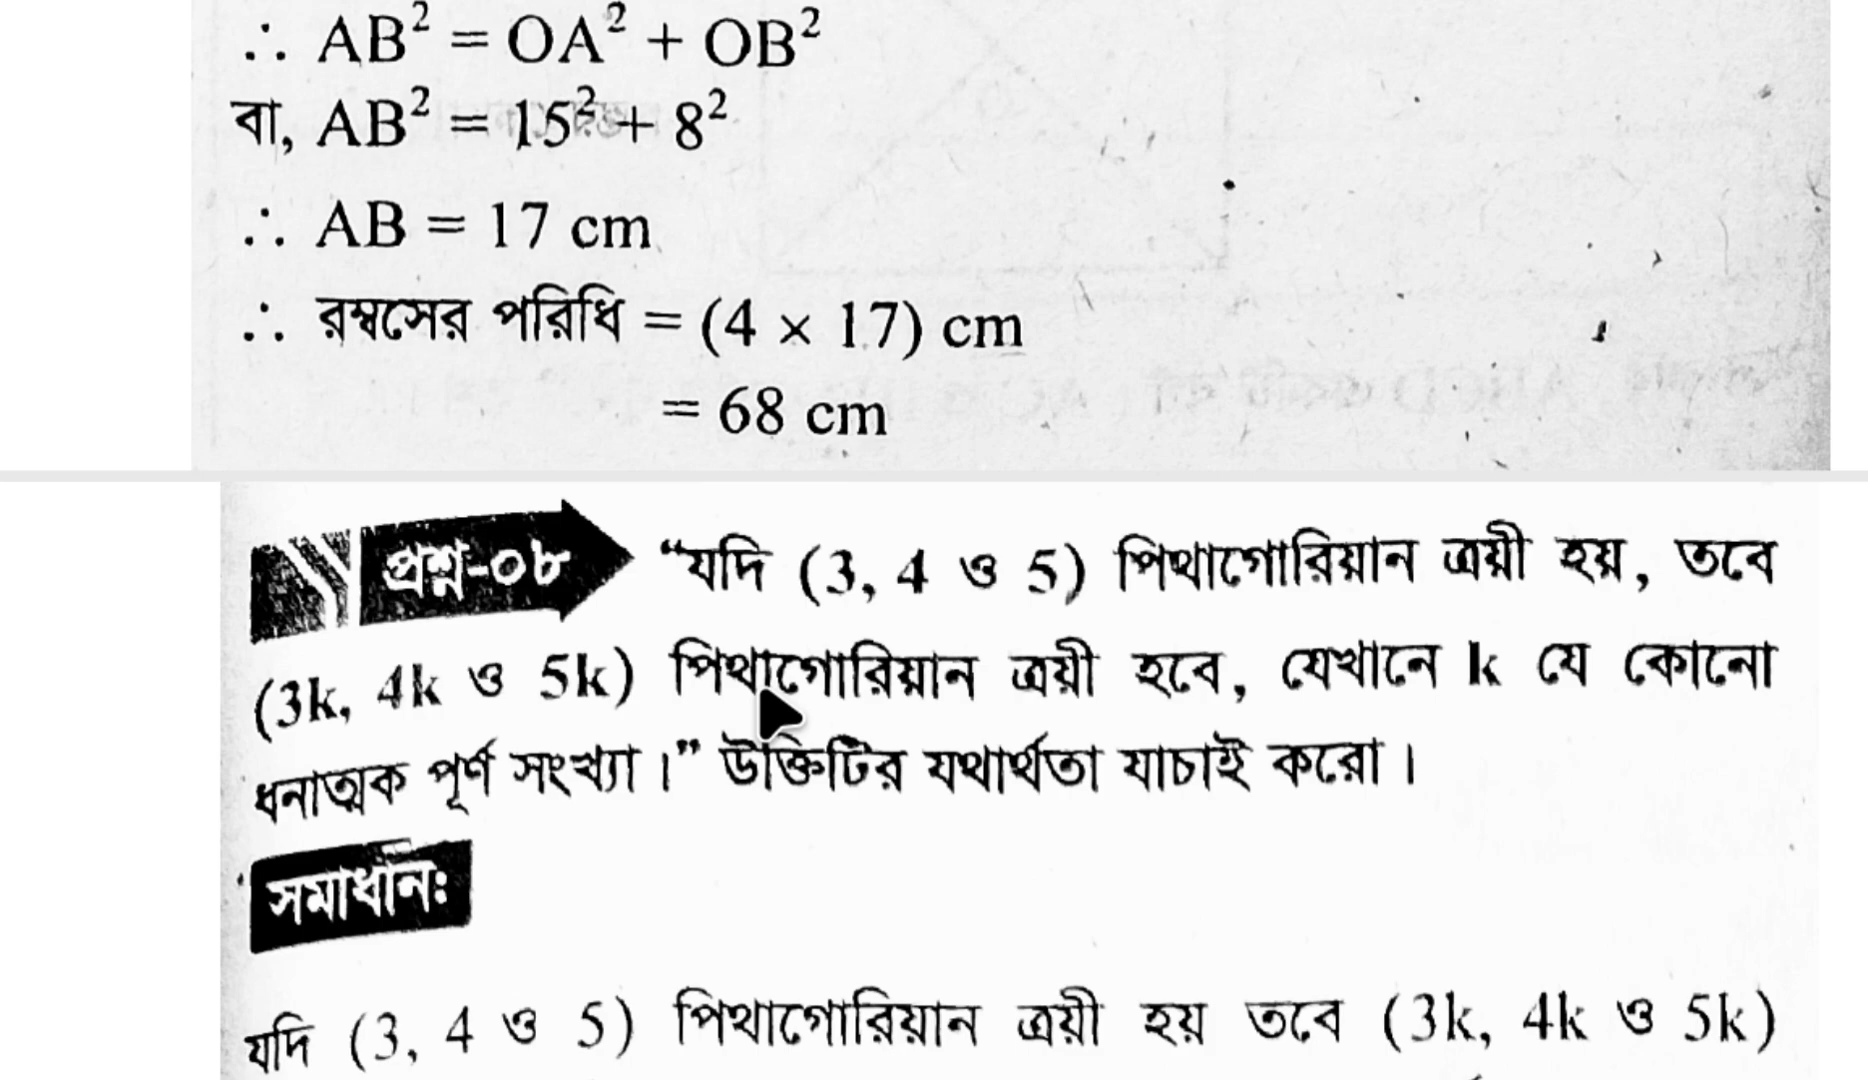 ∴ AB² = OA² + OB²
বা, AB² = 15² + 8²
∴ AB = 17 cm
∴ রম্বসের পরিধি = (4 × 17) cm
= 68 cm
প্রশ্ন-০৮ “যদি (3, 4 ও 5) পিথাগোরিয়ান ত্রয়ী হয়, তবে
(3k, 4k ও 5k) পিথাগোরিয়ান ত্রয়ী হবে, যেখানে k যে কোনো
ধনাত্মক পূর্ণ সংখ্যা।” উক্তিটির যথার্থতা যাচাই করো।
সমাধানঃ
যদি (3, 4 ও 5) পিথাগোরিয়ান ত্রয়ী হয় তবে (3k, 4k ও 5k)